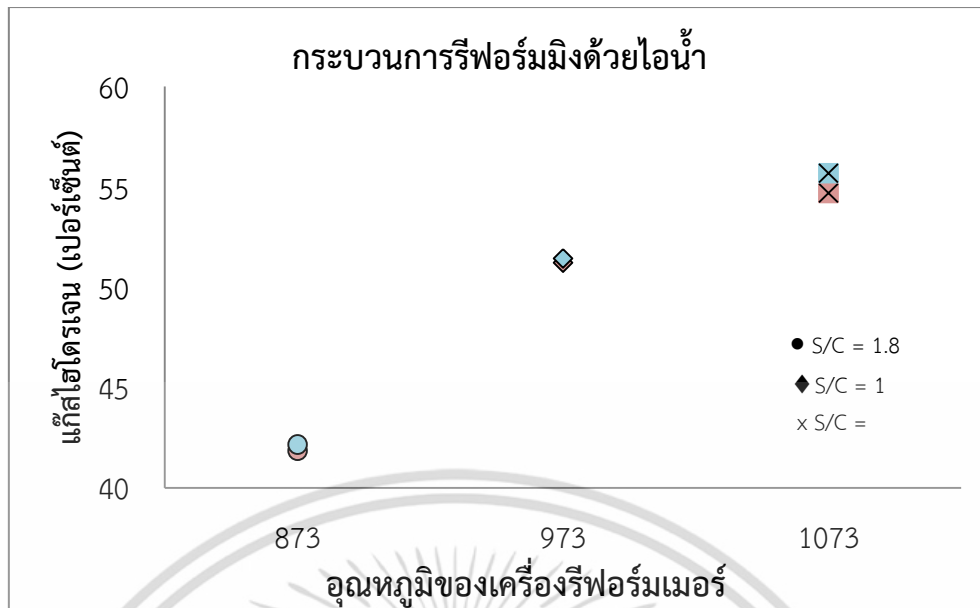 กระบวนการรีฟอร์มมิงด้วยไอน้ำ
แก๊สไฮโดรเจน (เปอร์เซ็นต์)
60
55
50
45
40
S/C = 1.8
S/C = 1
x S/C =
873 973 1073
อุณหภูมิของเครื่องรีฟอร์มเมอร์